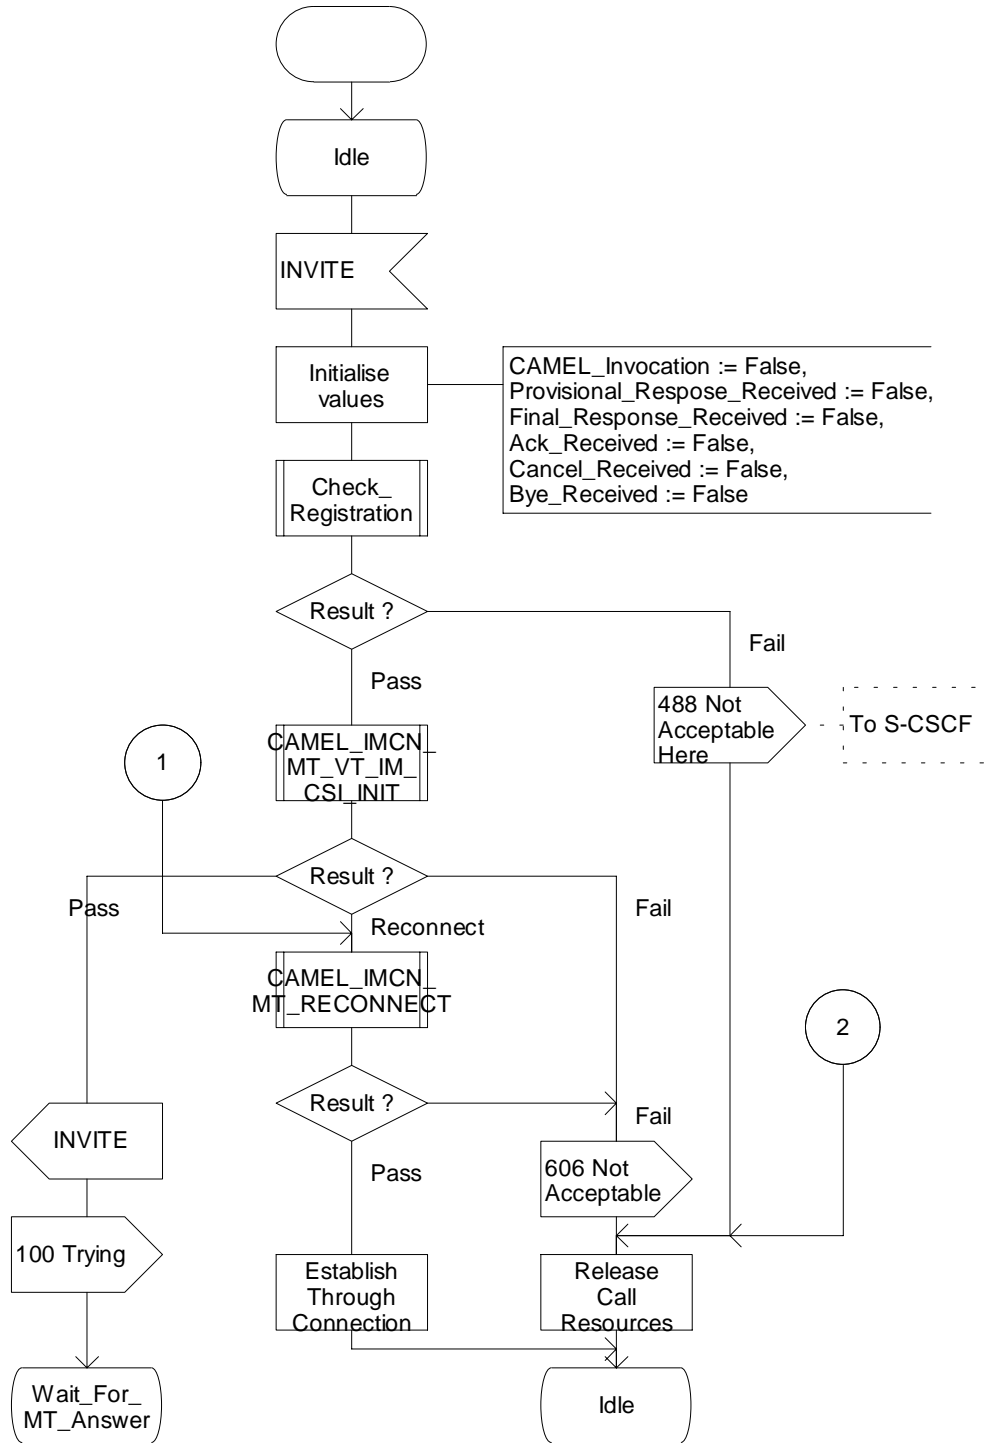 Idle
INVITE
Initialise
values
CAMEL_Invocation := False,
Provisional_Respose_Received := False,
Final_Response_Received := False,
Ack_Received := False,
Cancel_Received := False,
Bye_Received := False
Check_
Registration
Result ?
Fail
Pass
488 Not
Acceptable
Here
To S-CSCF
1
CAMEL_IMCN_
MT_VT_IM_
CSI_INIT
Result ?
Pass
Fail
Reconnect
CAMEL_IMCN_
MT_RECONNECT
2
Result ?
Fail
Pass
INVITE
606 Not
Acceptable
100 Trying
Establish
Through
Connection
Release
Call
Resources
Wait_For_
MT_Answer
Idle